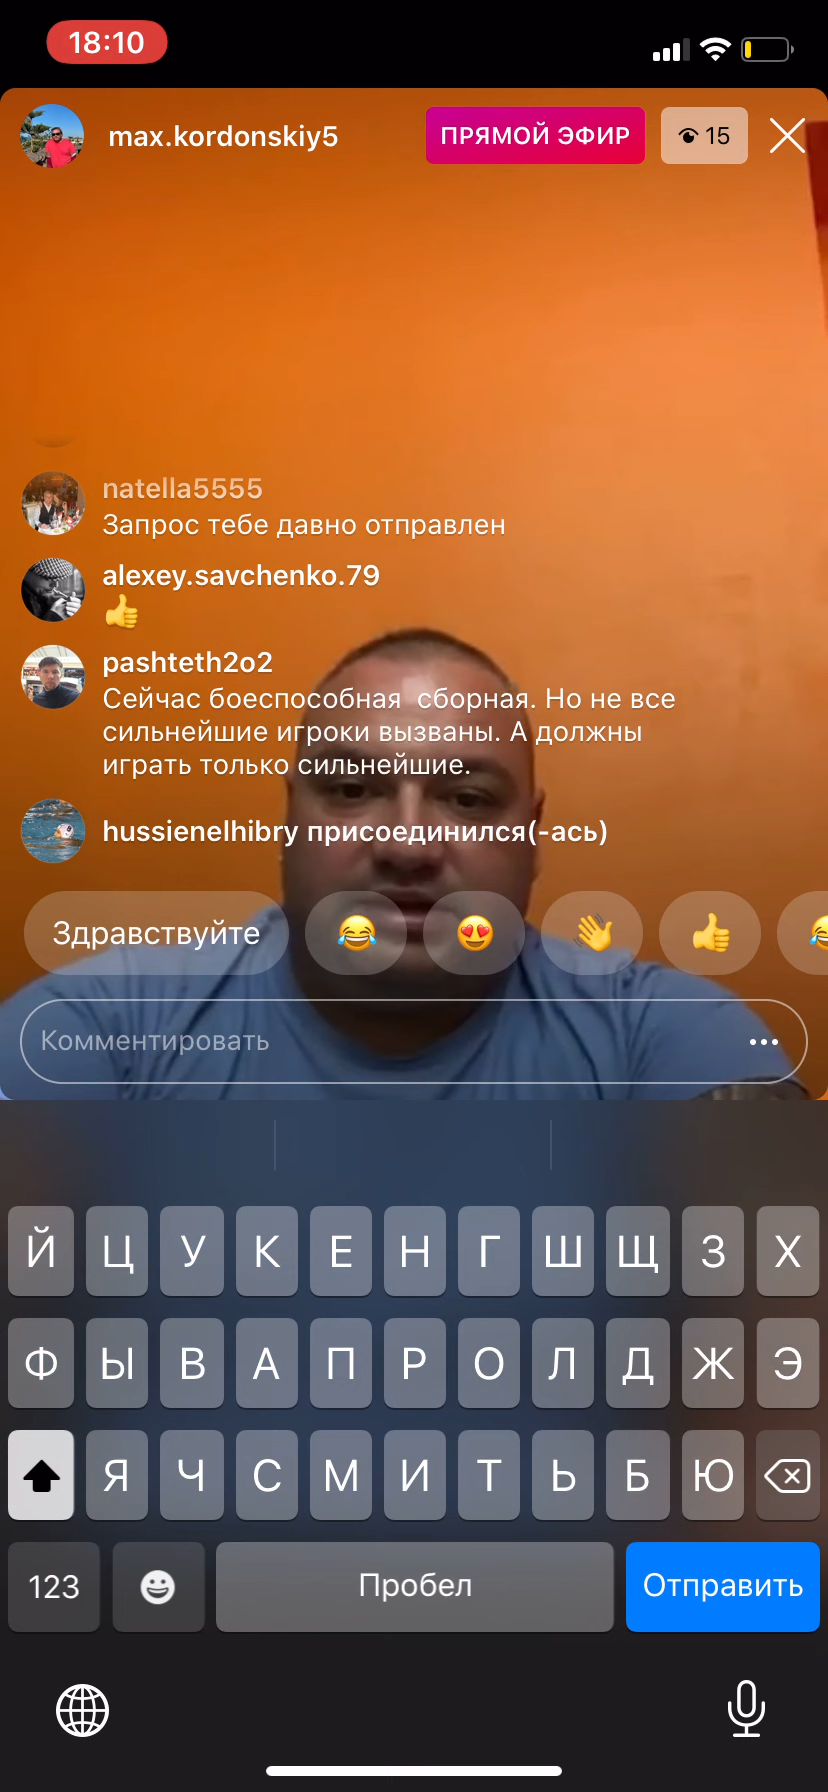 18:10
max.kordonskiy5
ПРЯМОЙ ЭФИР
15
natella5555
Запрос тебе давно отправлен
alexey.savchenko.79
👍
pashteth2o2
Сейчас боеспособная  сборная. Но не все
сильнейшие игроки вызваны. А должны
играть только сильнейшие.
hussienelhibry присоединился(-ась)
Здравствуйте 😂 😍 👋 👍 😂
Комментировать
Й Ц У К Е Н Г Ш Щ З Х
Ф Ы В А П Р О Л Д Ж Э
Я Ч С М И Т Ь Б Ю
123 Пробел Отправить